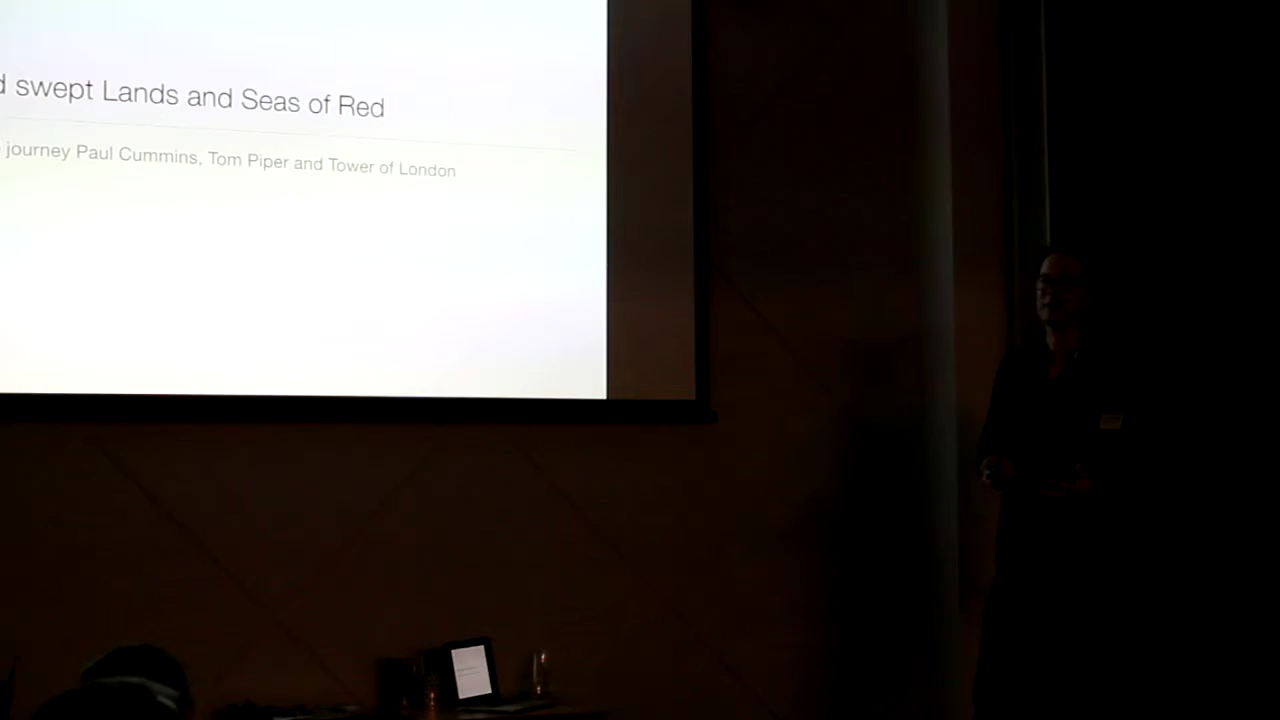 d swept Lands and Seas of Red
journey Paul Cummins, Tom Piper and Tower of London